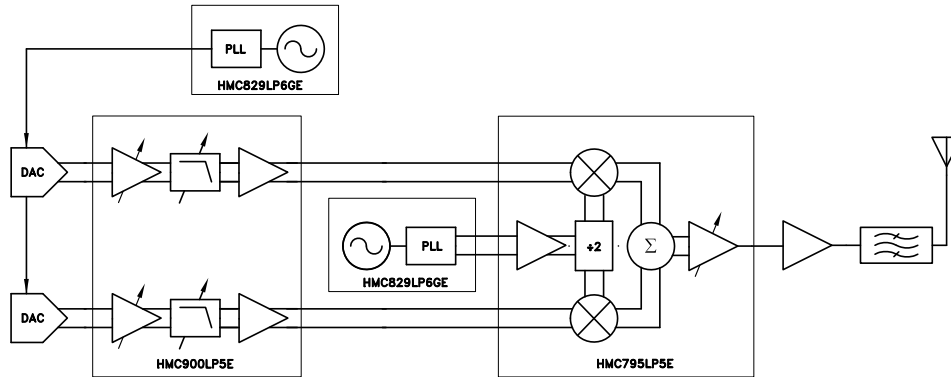 PLL
HMC829LP6GE
DAC
÷2
Σ
PLL
HMC829LP6GE
DAC
HMC900LP5E
HMC795LP5E